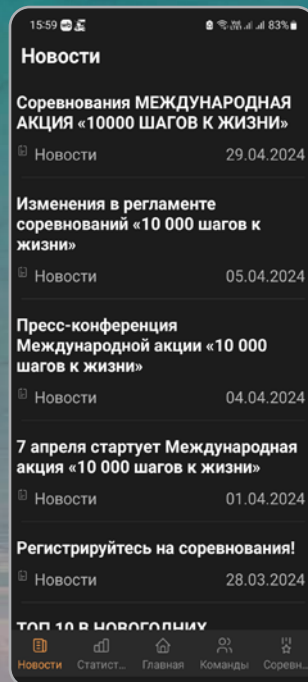 15:59
83%
Новости
Соревнования МЕЖДУНАРОДНАЯ
АКЦИЯ «10000 ШАГОВ К ЖИЗНИ»
Новости 29.04.2024
Изменения в регламенте
соревнований «10 000 шагов к
жизни»
Новости 05.04.2024
Пресс-конференция
Международной акции «10 000
шагов к жизни»
Новости 04.04.2024
7 апреля стартует Международная
акция «10 000 шагов к жизни»
Новости 01.04.2024
Регистрируйтесь на соревнования!
Новости 28.03.2024
ТОП 10 В НОВОГОДНИХ
Новости Статист... Главная Команды Соревн...